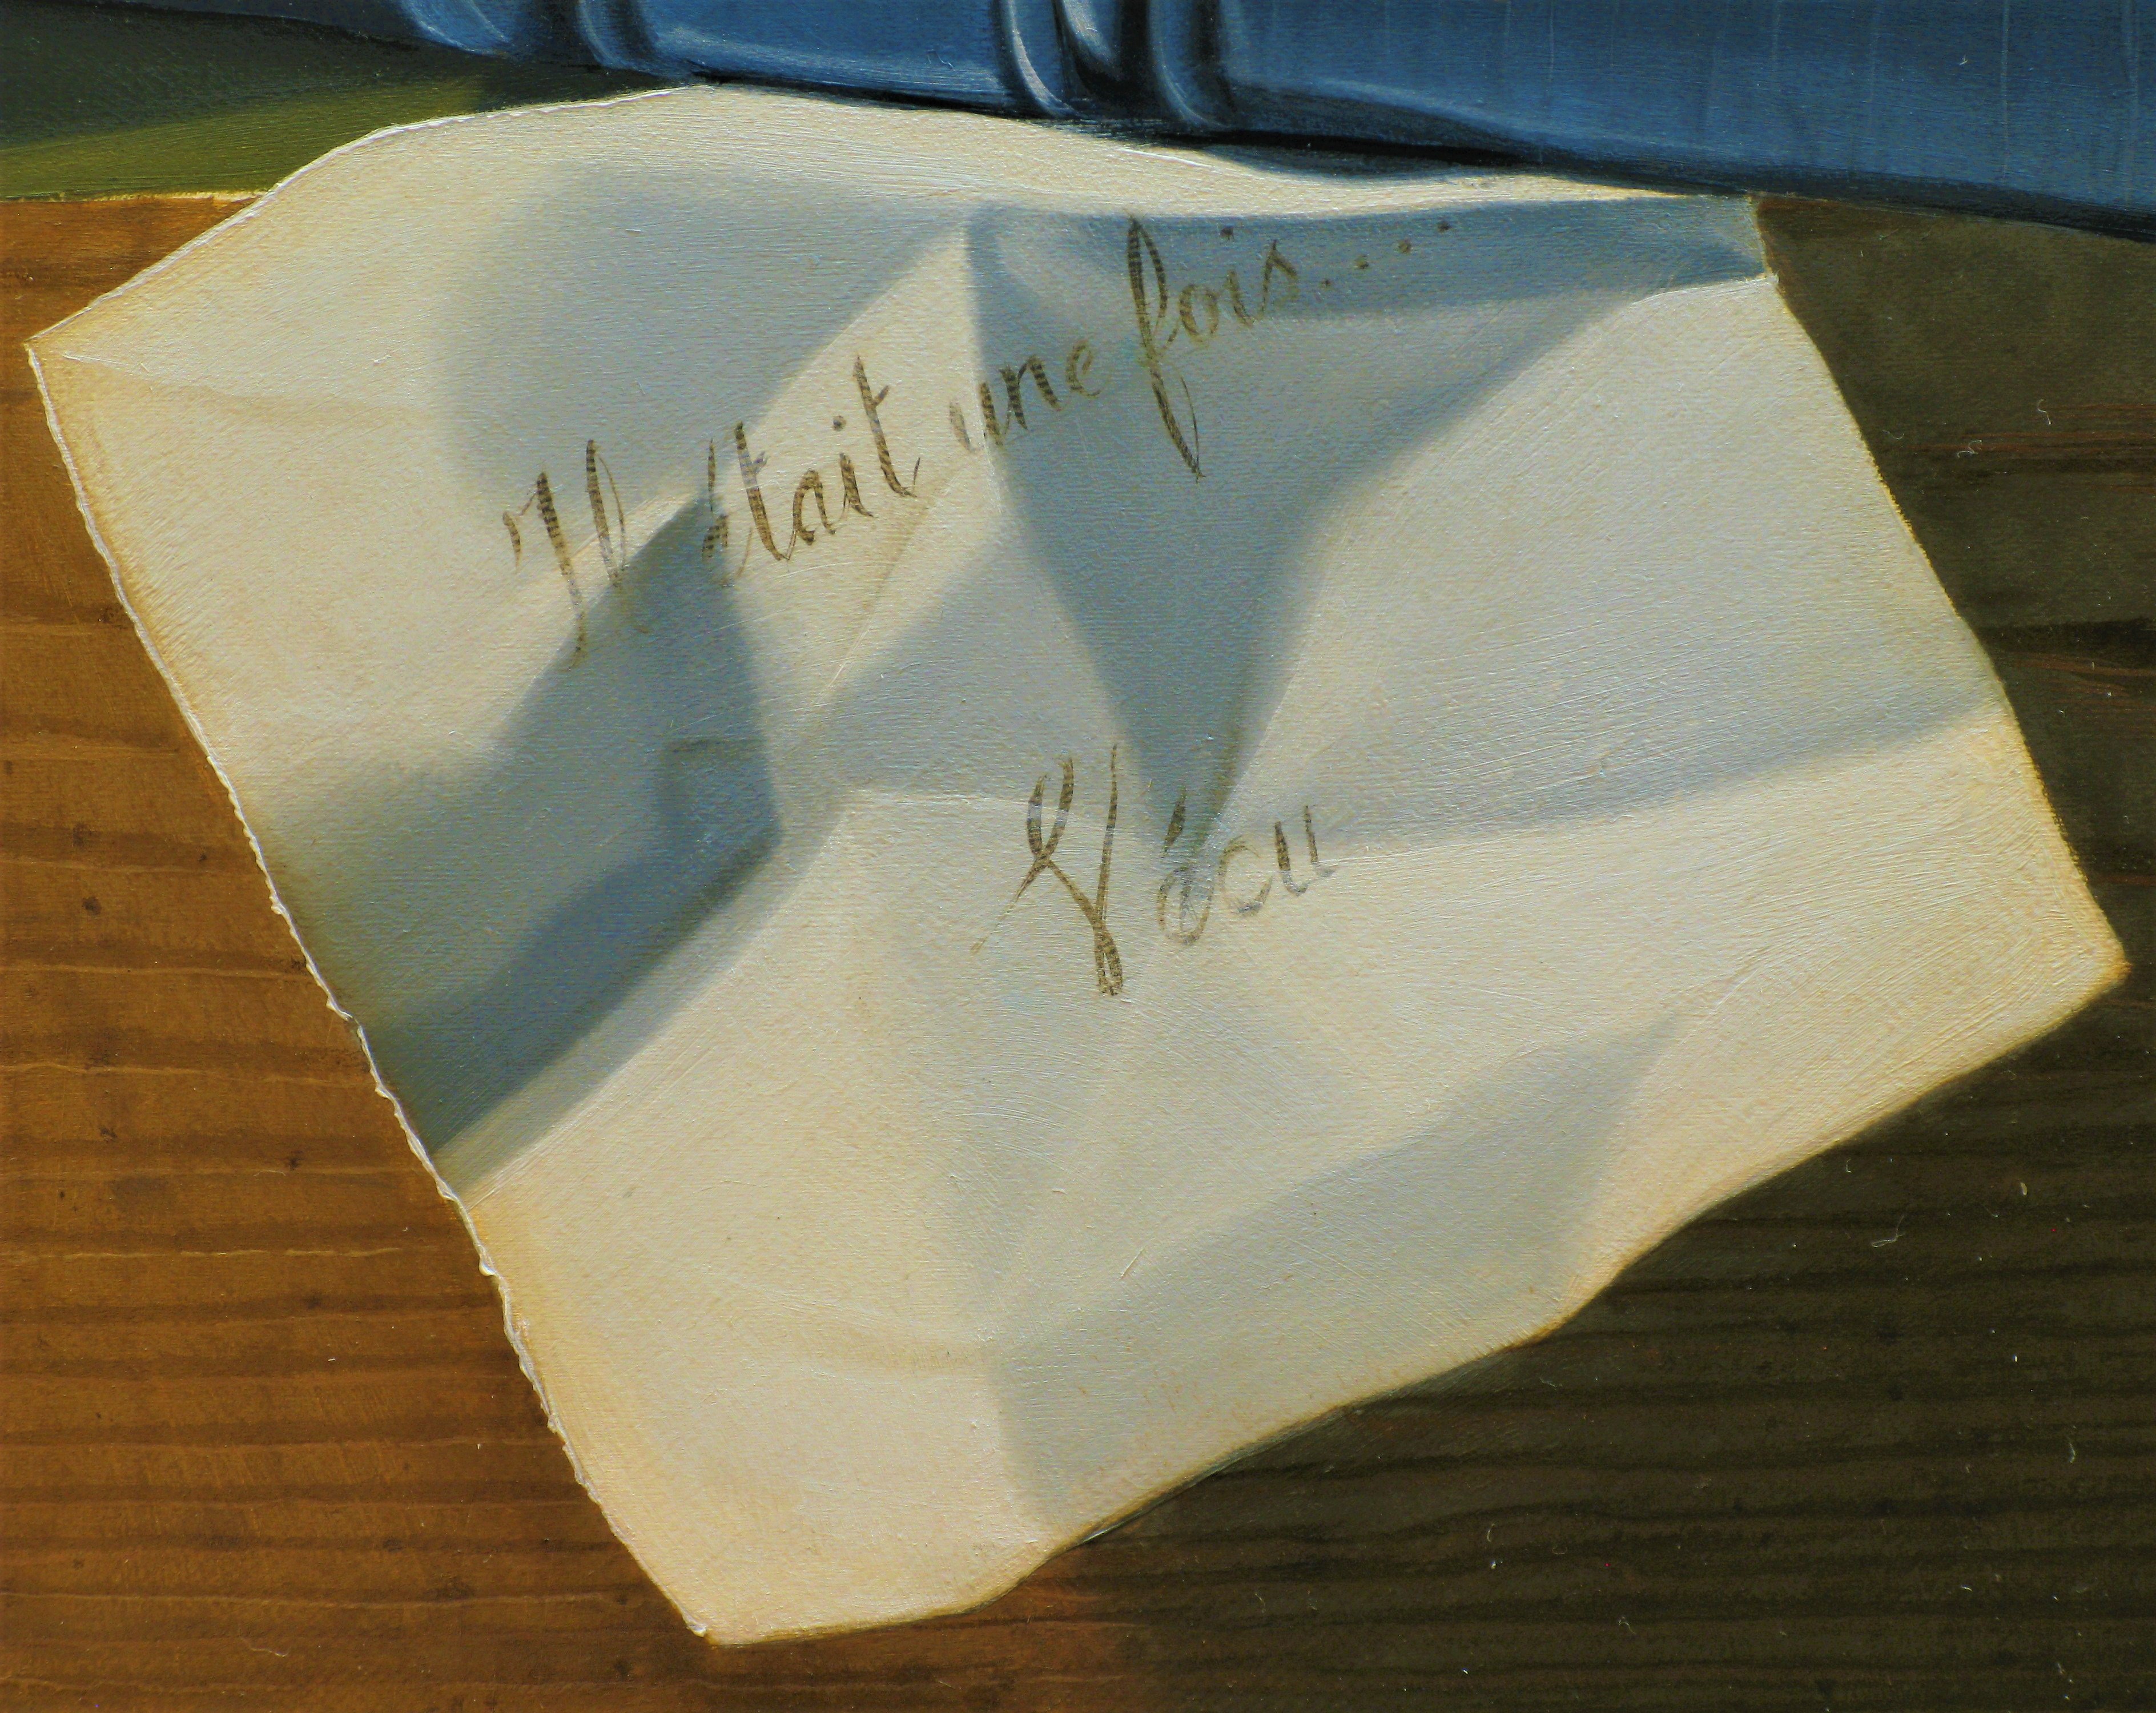 Il était une fois....
Vécu